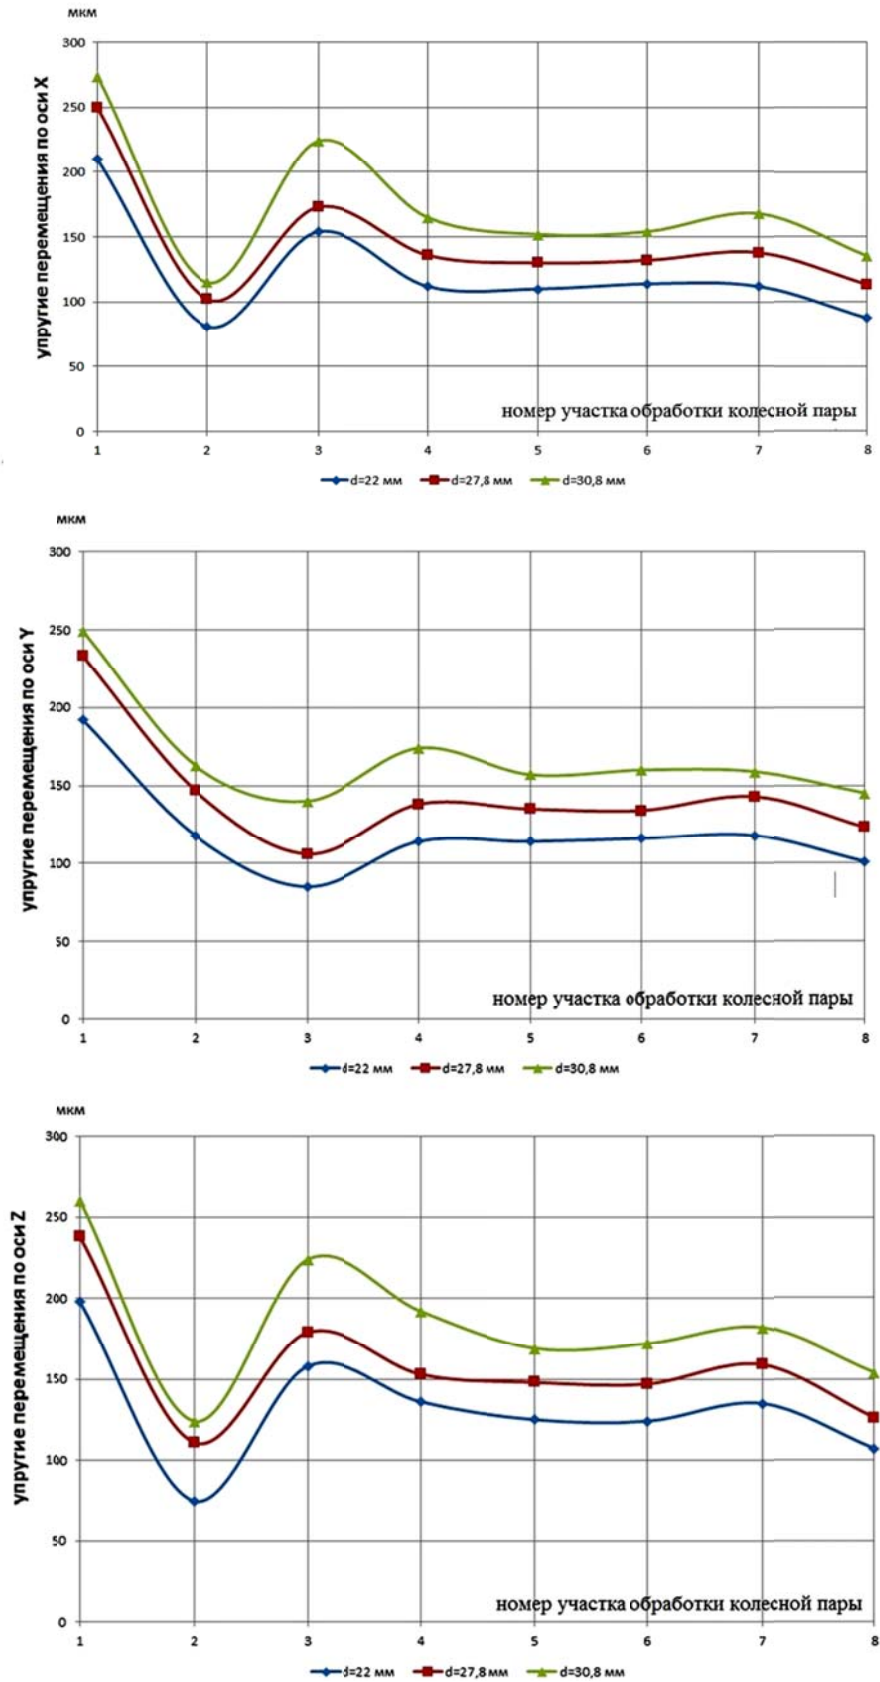 мкм
упругие перемещения по оси X
300
250
200
150
100
50
0
номер участка обработки колесной пары
1 2 3 4 5 6 7 8
d=22 мм d=27,8 мм d=30,8 мм
мкм
упругие перемещения по оси Y
300
250
200
150
100
50
0
номер участка обработки колесной пары
1 2 3 4 5 6 7 8
d=22 мм d=27,8 мм d=30,8 мм
мкм
упругие перемещения по оси Z
300
250
200
150
100
50
0
номер участка обработки колесной пары
1 2 3 4 5 6 7 8
d=22 мм d=27,8 мм d=30,8 мм